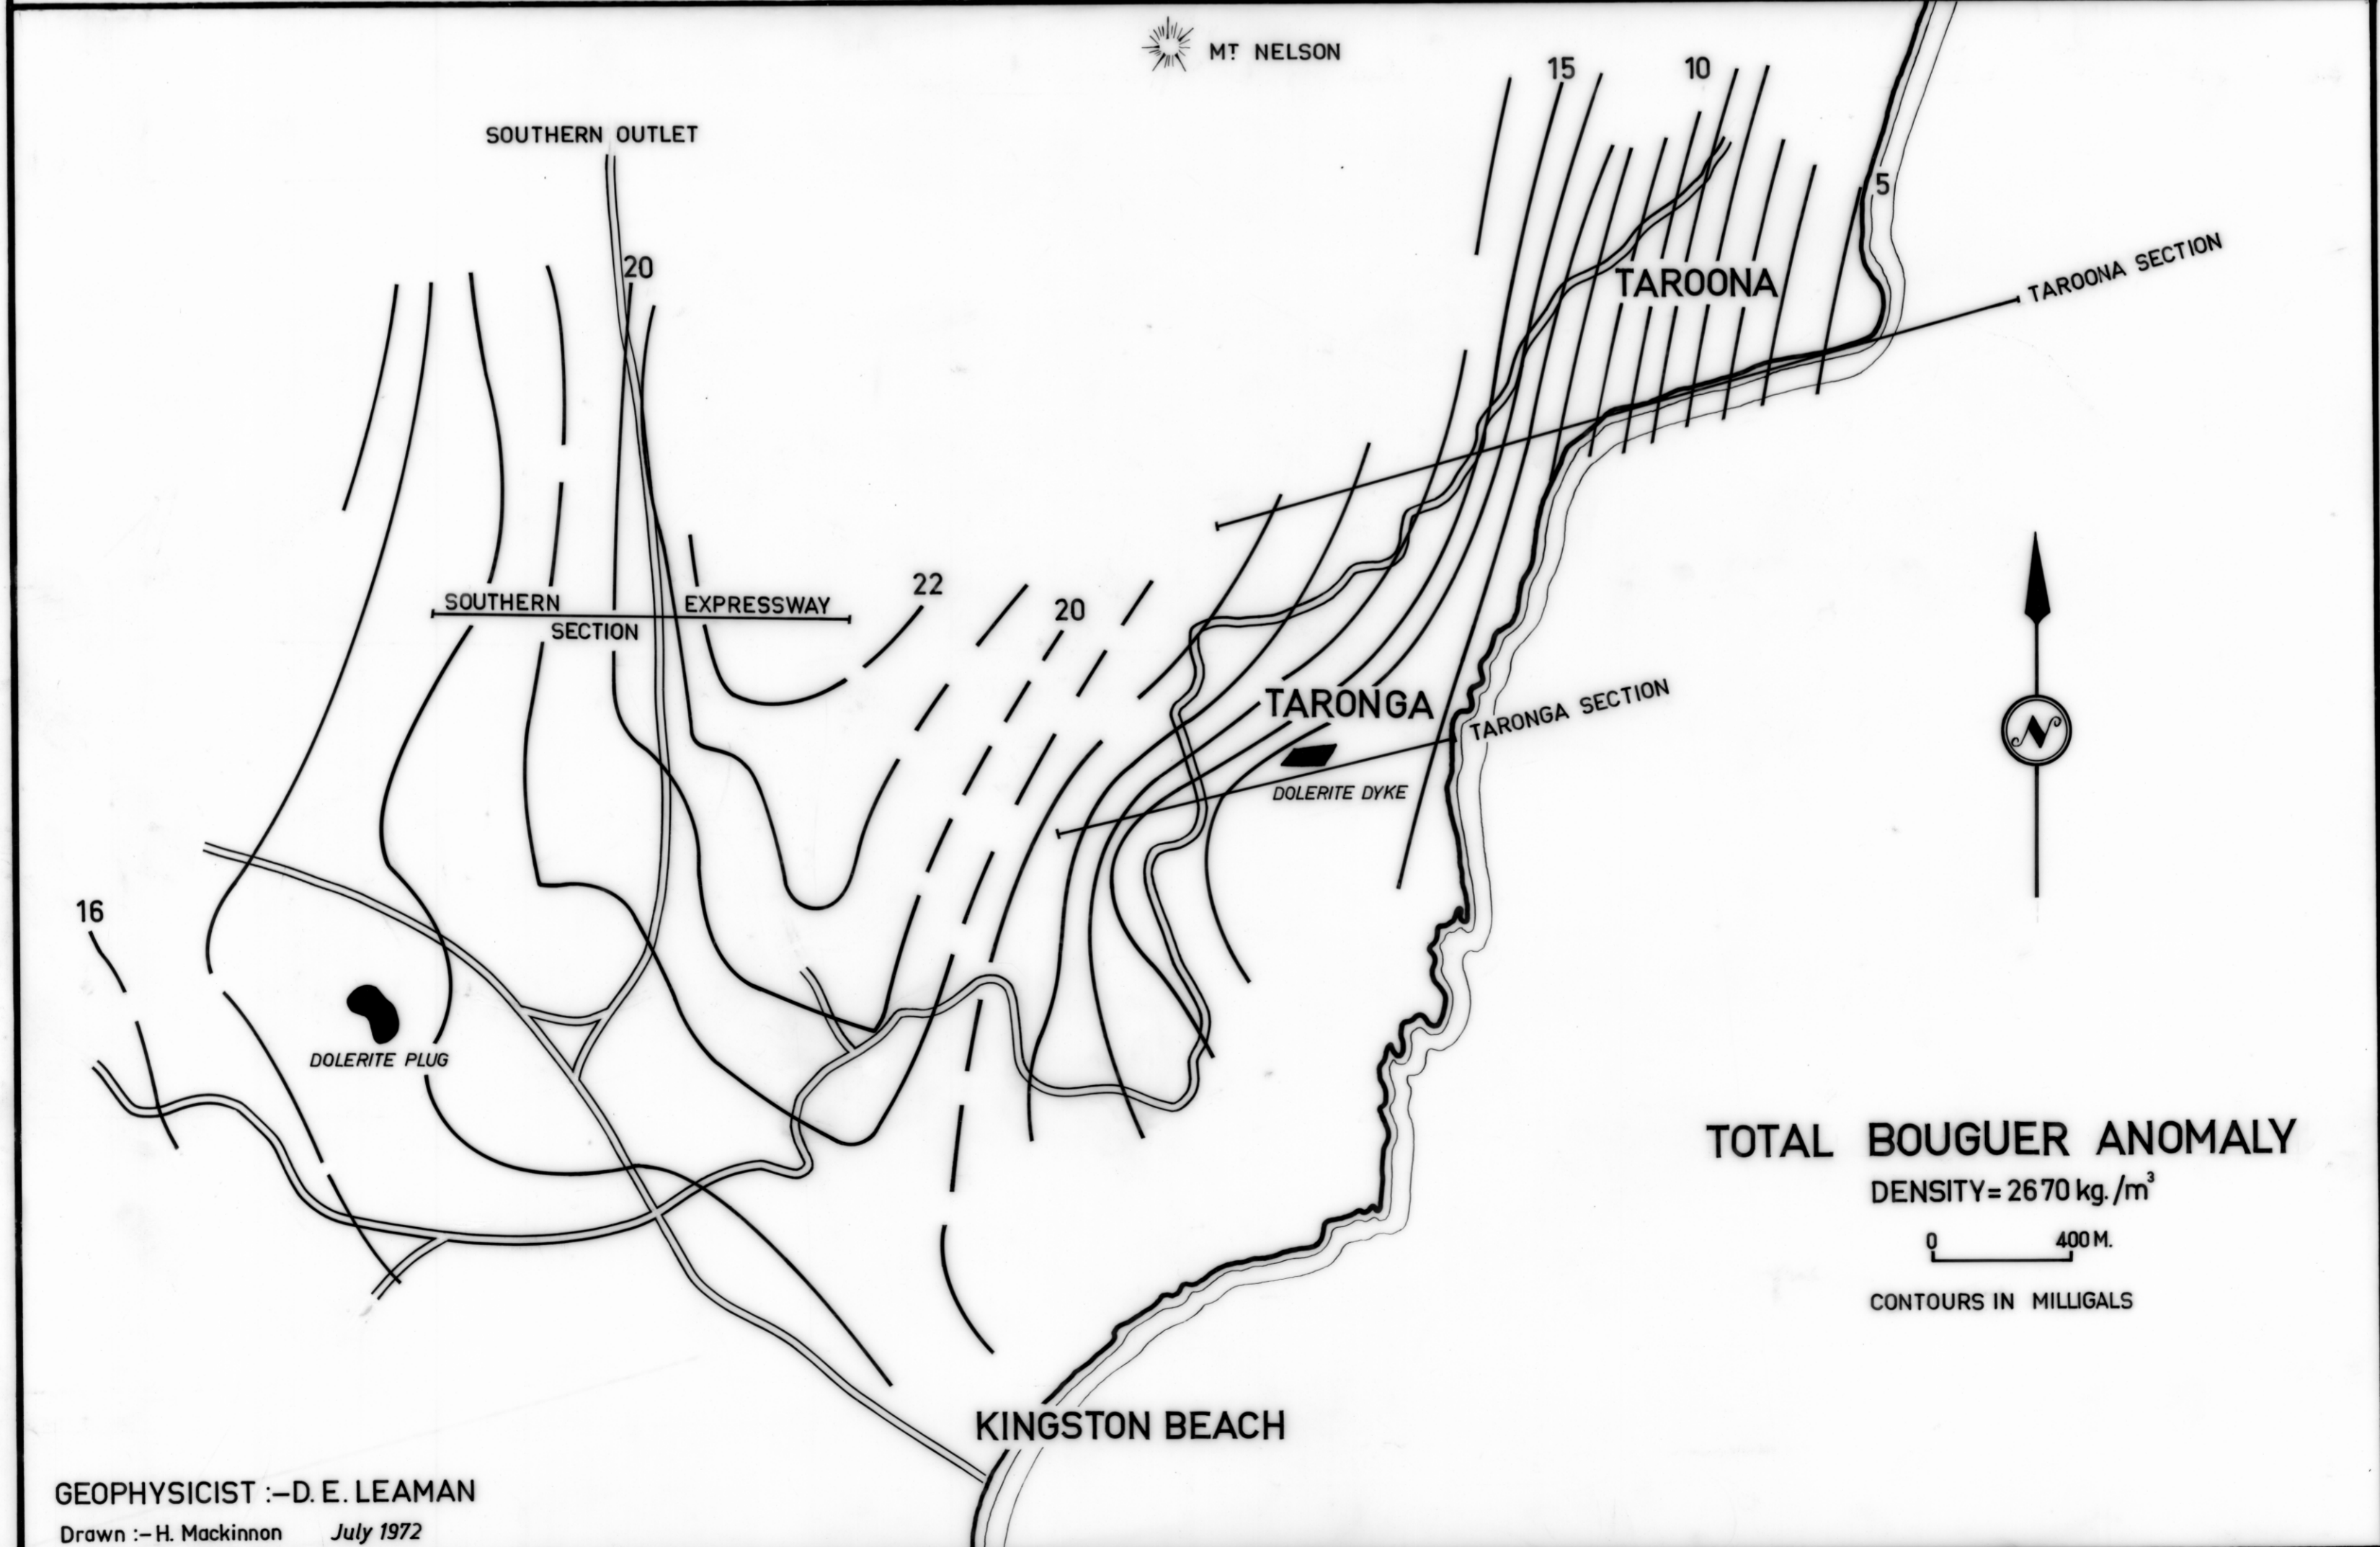 MT. NELSON
15
10
SOUTHERN OUTLET
5
20
TAROONA
TAROONA SECTION
22
SOUTHERN EXPRESSWAY
SECTION
20
TARONGA
TARONGA SECTION
DOLERITE DYKE
N
16
DOLERITE PLUG
TOTAL BOUGUER ANOMALY
DENSITY = 2670 kg./m³
0 400 M.
CONTOURS IN MILLIGALS
KINGSTON BEACH
GEOPHYSICIST :- D. E. LEAMAN
Drawn :- H. Mackinnon July 1972